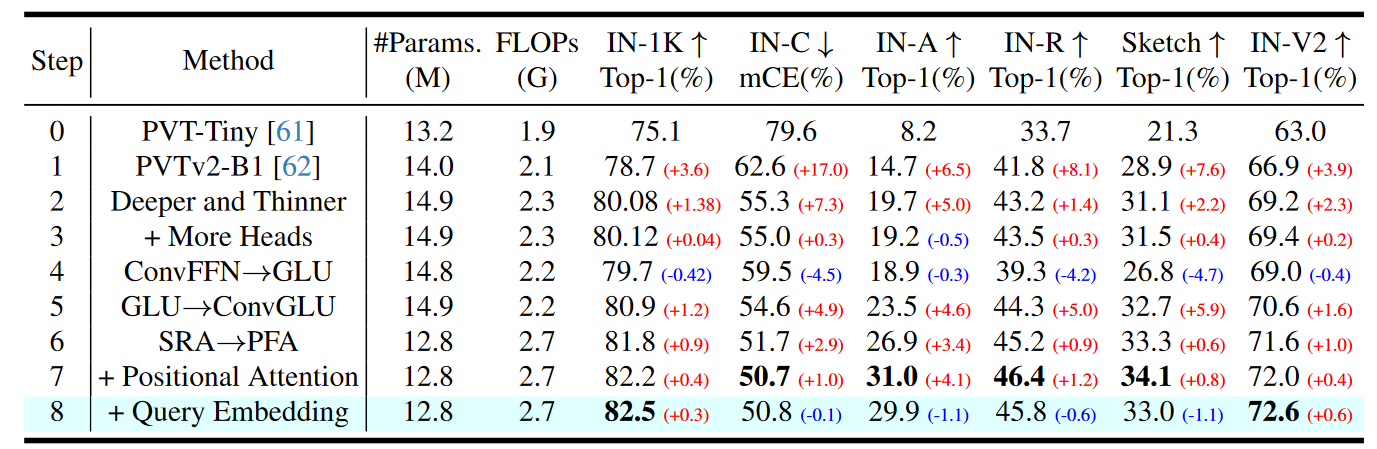 Step Method #Params. (M) FLOPs (G) IN-1K ↑ Top-1(%) IN-C ↓ mCE(%) IN-A ↑ Top-1(%) IN-R ↑ Top-1(%) Sketch ↑ Top-1(%) IN-V2 ↑ Top-1(%)
0 PVT-Tiny [61] 13.2 1.9 75.1 79.6 8.2 33.7 21.3 63.0
1 PVTv2-B1 [62] 14.0 2.1 78.7 (+3.6) 62.6 (+17.0) 14.7 (+6.5) 41.8 (+8.1) 28.9 (+7.6) 66.9 (+3.9)
2 Deeper and Thinner 14.9 2.3 80.08 (+1.38) 55.3 (+7.3) 19.7 (+5.0) 43.2 (+1.4) 31.1 (+2.2) 69.2 (+2.3)
3 + More Heads 14.9 2.3 80.12 (+0.04) 55.0 (+0.3) 19.2 (-0.5) 43.5 (+0.3) 31.5 (+0.4) 69.4 (+0.2)
4 ConvFFN→GLU 14.8 2.2 79.7 (-0.42) 59.5 (-4.5) 18.9 (-0.3) 39.3 (-4.2) 26.8 (-4.7) 69.0 (-0.4)
5 GLU→ConvGLU 14.9 2.2 80.9 (+1.2) 54.6 (+4.9) 23.5 (+4.6) 44.3 (+5.0) 32.7 (+5.9) 70.6 (+1.6)
6 SRA→PFA 12.8 2.7 81.8 (+0.9) 51.7 (+2.9) 26.9 (+3.4) 45.2 (+0.9) 33.3 (+0.6) 71.6 (+1.0)
7 + Positional Attention 12.8 2.7 82.2 (+0.4) 50.7 (+1.0) 31.0 (+4.1) 46.4 (+1.2) 34.1 (+0.8) 72.0 (+0.4)
8 + Query Embedding 12.8 2.7 82.5 (+0.3) 50.8 (-0.1) 29.9 (-1.1) 45.8 (-0.6) 33.0 (-1.1) 72.6 (+0.6)